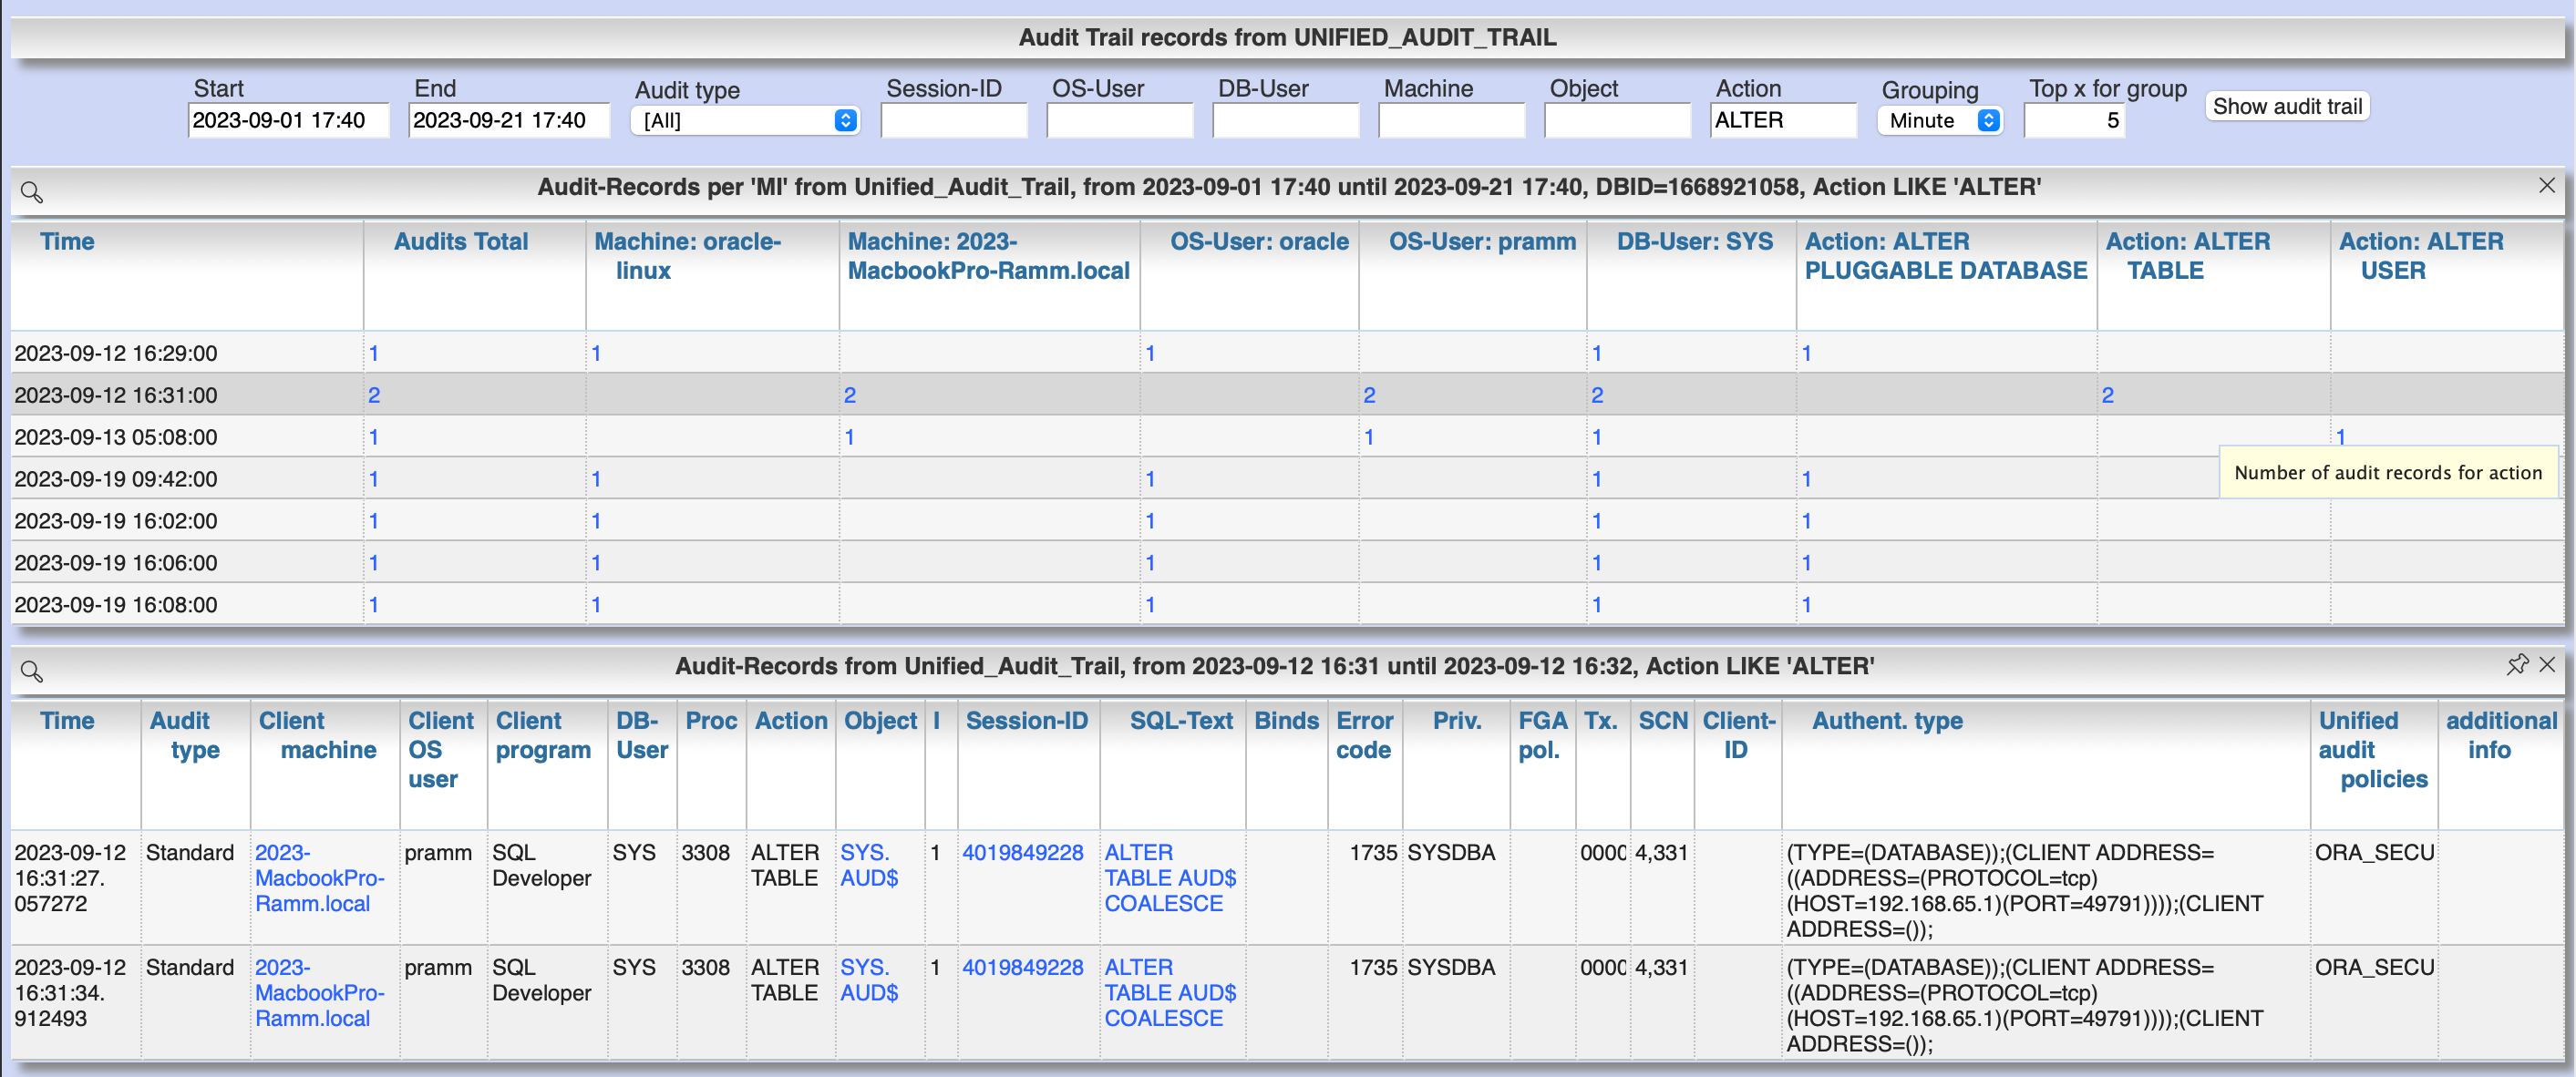 Audit Trail records from UNIFIED_AUDIT_TRAIL
Start End Audit type Session-ID OS-User DB-User Machine Object Action Grouping Top x for group
2023-09-01 17:40 2023-09-21 17:40 [All] ALTER Minute 5 Show audit trail
Audit-Records per 'MI' from Unified_Audit_Trail, from 2023-09-01 17:40 until 2023-09-21 17:40, DBID=1668921058, Action LIKE 'ALTER'
Time Audits Total Machine: oracle- Machine: 2023- OS-User: oracle OS-User: pramm DB-User: SYS Action: ALTER Action: ALTER Action: ALTER
linux MacbookPro-Ramm.local PLUGGABLE DATABASE TABLE USER
2023-09-12 16:29:00 1 1 1 1 1
2023-09-12 16:31:00 2 2 2 2 2
2023-09-13 05:08:00 1 1 1 1 1
2023-09-19 09:42:00 1 1 1 1 1
Number of audit records for action
2023-09-19 16:02:00 1 1 1 1 1
2023-09-19 16:06:00 1 1 1 1 1
2023-09-19 16:08:00 1 1 1 1 1
Audit-Records from Unified_Audit_Trail, from 2023-09-12 16:31 until 2023-09-12 16:32, Action LIKE 'ALTER'
Time Audit Client Client Client DB- Proc Action Object I Session-ID SQL-Text Binds Error Priv. FGA Tx. SCN Client- Authent. type Unified additional
type machine OS program User code pol. ID audit info
user policies
2023-09-12 Standard 2023- pramm SQL SYS 3308 ALTER SYS. 1 4019849228 ALTER 1735 SYSDBA 0000 4,331 (TYPE=(DATABASE));(CLIENT ADDRESS= ORA_SECU
16:31:27. MacbookPro- Developer TABLE AUD$ TABLE AUD$ ((ADDRESS=(PROTOCOL=tcp)
057272 Ramm.local COALESCE (HOST=192.168.65.1)(PORT=49791))));(CLIENT
ADDRESS=());
2023-09-12 Standard 2023- pramm SQL SYS 3308 ALTER SYS. 1 4019849228 ALTER 1735 SYSDBA 0000 4,331 (TYPE=(DATABASE));(CLIENT ADDRESS= ORA_SECU
16:31:34. MacbookPro- Developer TABLE AUD$ TABLE AUD$ ((ADDRESS=(PROTOCOL=tcp)
912493 Ramm.local COALESCE (HOST=192.168.65.1)(PORT=49791))));(CLIENT
ADDRESS=());